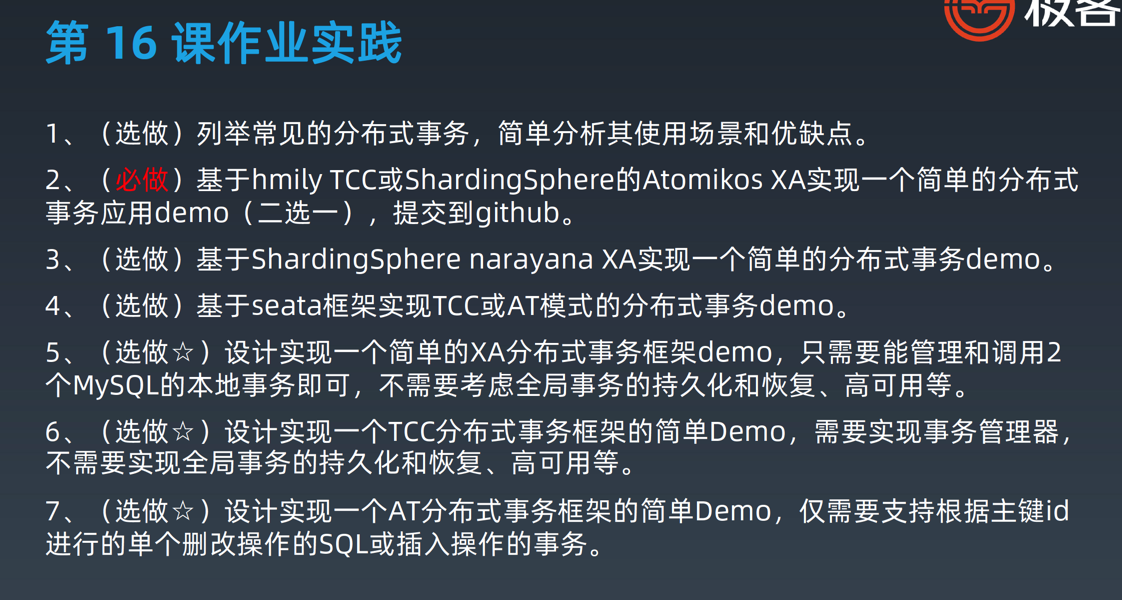 极客
第 16 课作业实践
1、（选做）列举常见的分布式事务，简单分析其使用场景和优缺点。
2、（必做）基于hmily TCC或ShardingSphere的Atomikos XA实现一个简单的分布式
事务应用demo（二选一），提交到github。
3、（选做）基于ShardingSphere narayana XA实现一个简单的分布式事务demo。
4、（选做）基于seata框架实现TCC或AT模式的分布式事务demo。
5、（选做☆）设计实现一个简单的XA分布式事务框架demo，只需要能管理和调用2
个MySQL的本地事务即可，不需要考虑全局事务的持久化和恢复、高可用等。
6、（选做☆）设计实现一个TCC分布式事务框架的简单Demo，需要实现事务管理器，
不需要实现全局事务的持久化和恢复、高可用等。
7、（选做☆）设计实现一个AT分布式事务框架的简单Demo，仅需要支持根据主键id
进行的单个删改操作的SQL或插入操作的事务。